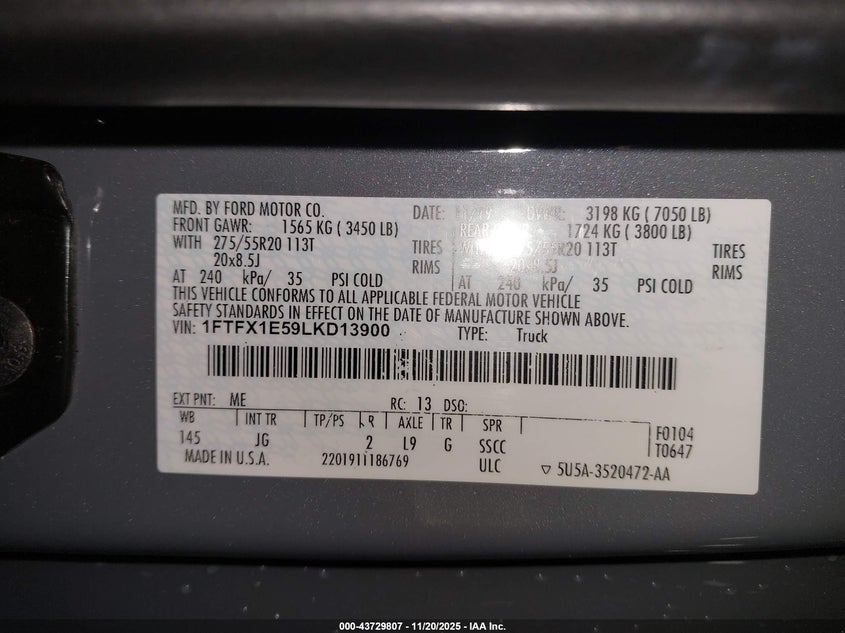 MFD. BY FORD MOTOR CO. DATE: 3198 KG ( 7050 LB)
FRONT GAWR: 1565 KG ( 3450 LB) 1724 KG ( 3800 LB)
WITH 275/55R20 113T TIRES 55R20 113T TIRES
20x8.5J RIMS 20x8.5J RIMS
AT 240 kPa/ 35 PSI COLD AT 240 kPa/ 35 PSI COLD
THIS VEHICLE CONFORMS TO ALL APPLICABLE FEDERAL MOTOR VEHICLE
SAFETY STANDARDS IN EFFECT ON THE DATE OF MANUFACTURE SHOWN ABOVE.
VIN: 1FTFX1E59LKD13900 TYPE: Truck
EXT PNT: ME RC: 13 DSO:
WB INT TR TP/PS R AXLE TR SPR
145 JG 2 L9 G SSCC
F0104
T0647
MADE IN U.S.A. 2201911186769 ULC 5U5A-3520472-AA
000-43729807 - 11/20/2025 - IAA Inc.